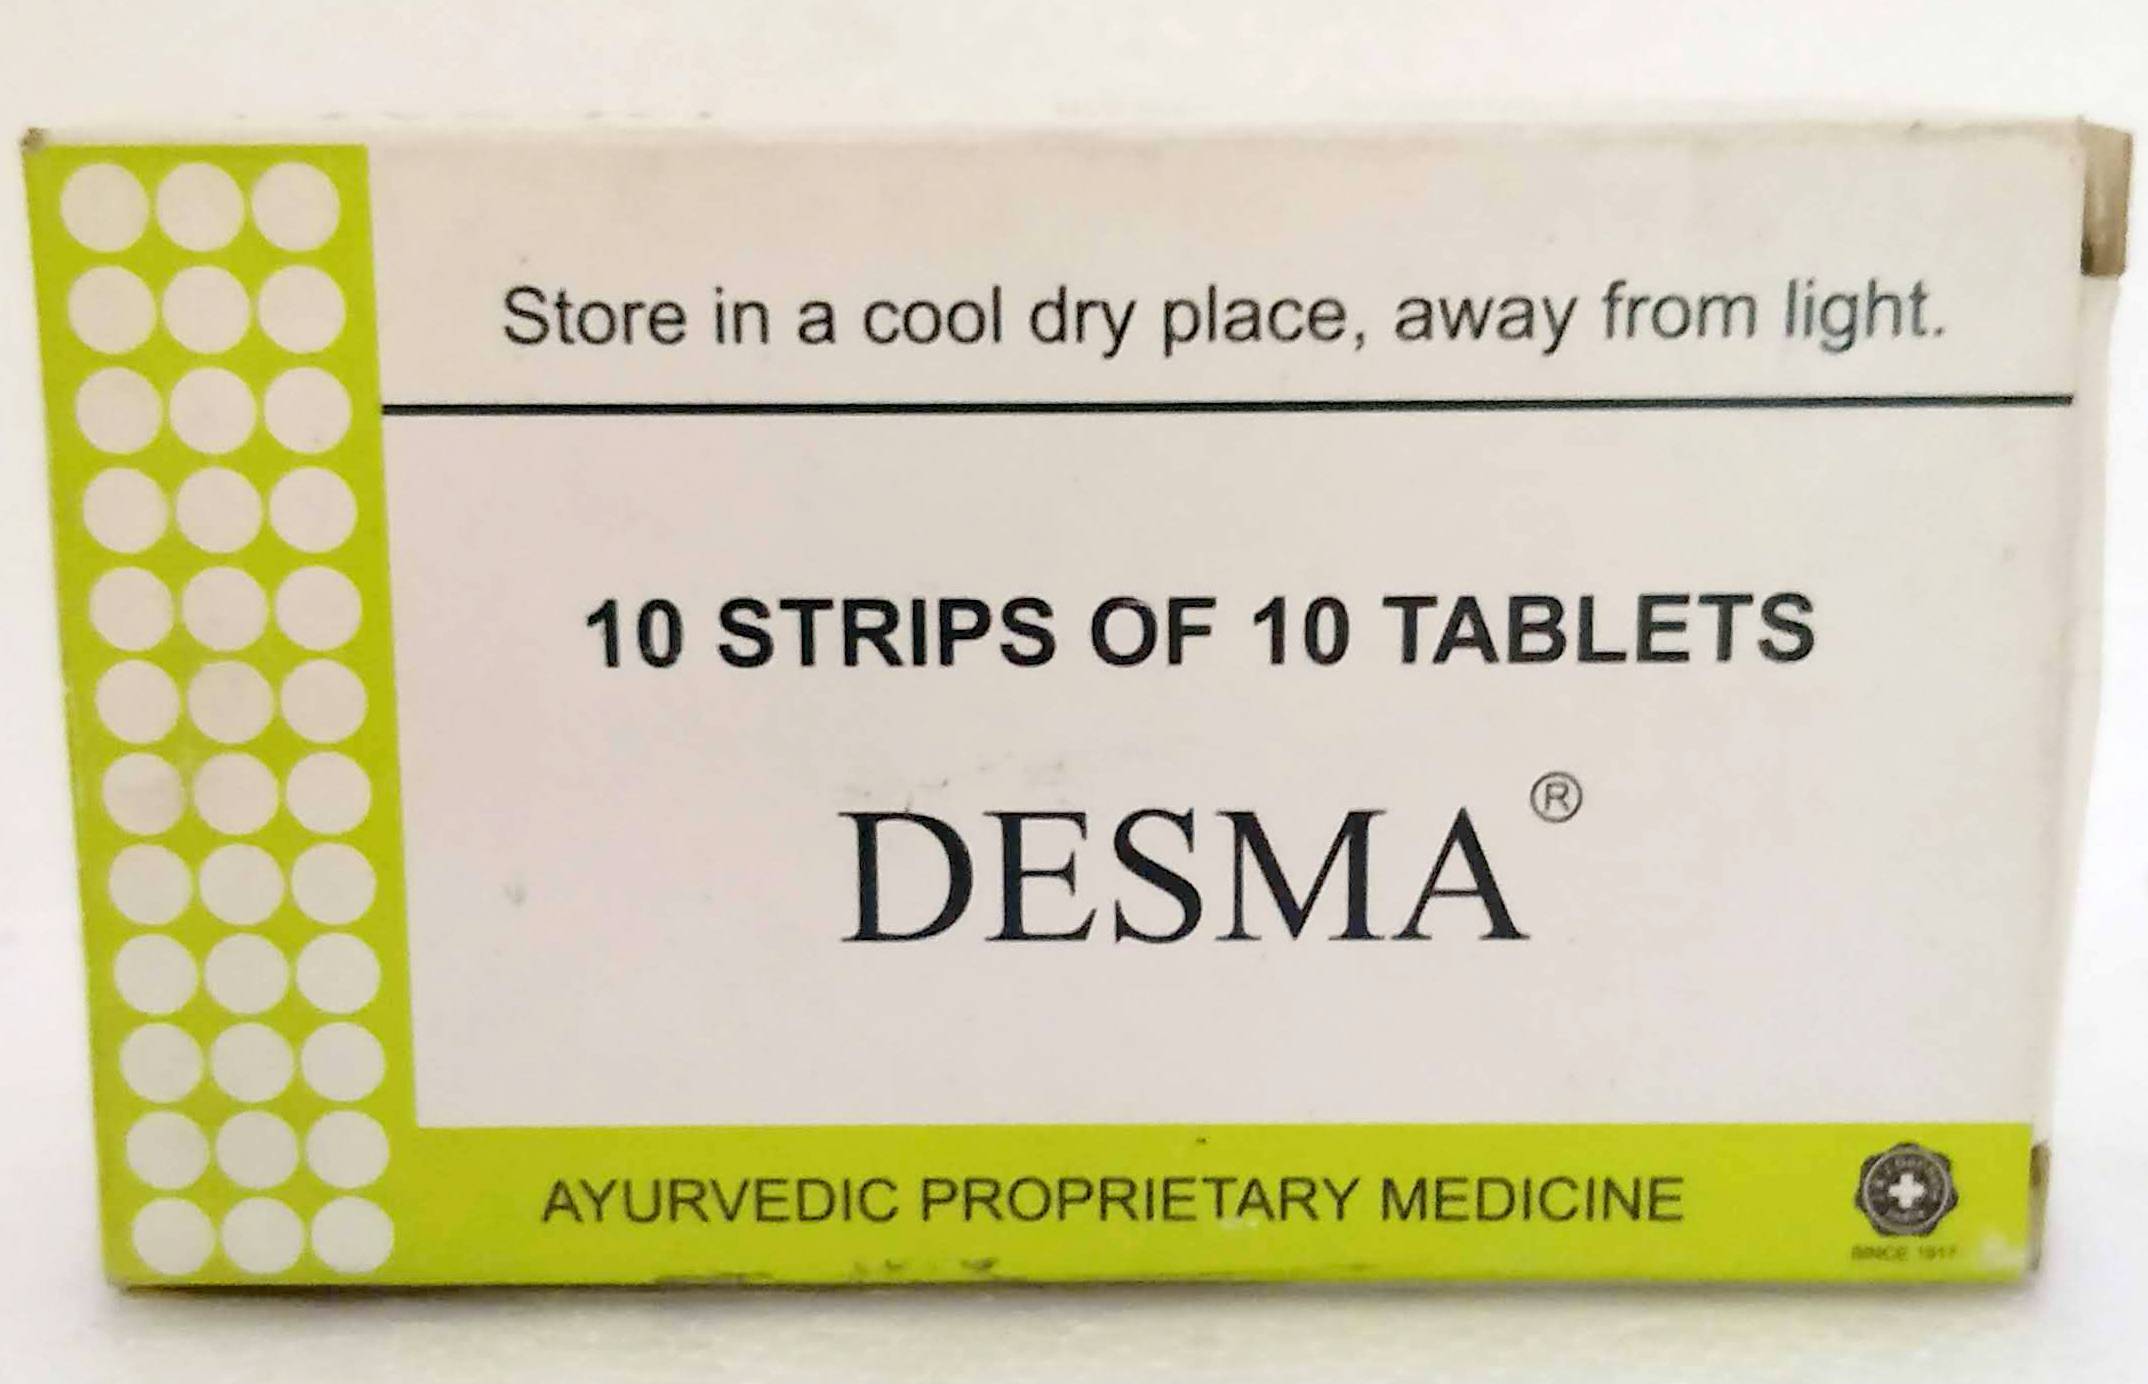 Store in a cool dry place, away from light.
10 STRIPS OF 10 TABLETS
DESMA®
AYURVEDIC PROPRIETARY MEDICINE
SINCE 1917